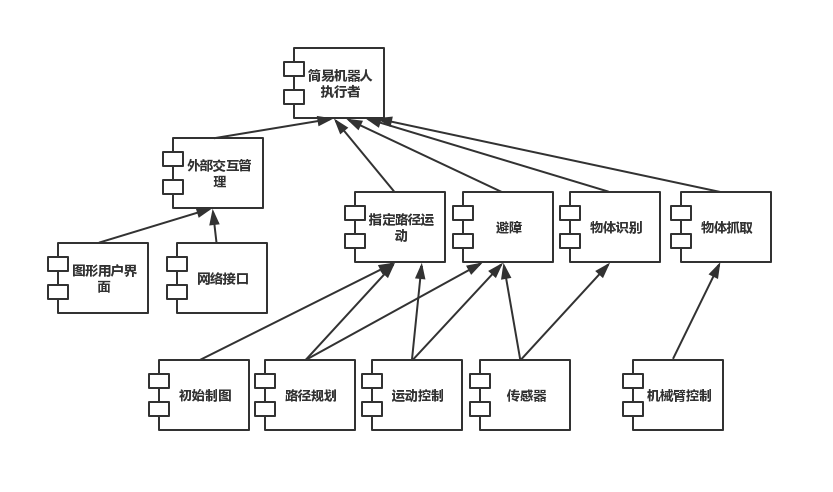 简易机器人
执行者
外部交互管
理
指定路径运
动
避障
物体识别
物体抓取
图形用户界
面
网络接口
初始制图
路径规划
运动控制
传感器
机械臂控制